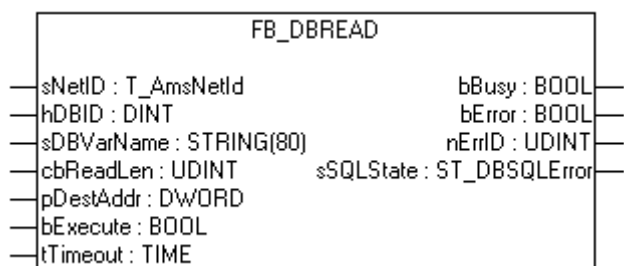 FB_DBREAD
sNetID : T_AmsNetId bBusy : BOOL
hDBID : DINT bError : BOOL
sDBVarName : STRING(80) nErrID : UDINT
cbReadLen : UDINT sSQLState : ST_DBSQLError
pDestAddr : DWORD
bExecute : BOOL
tTimeout : TIME